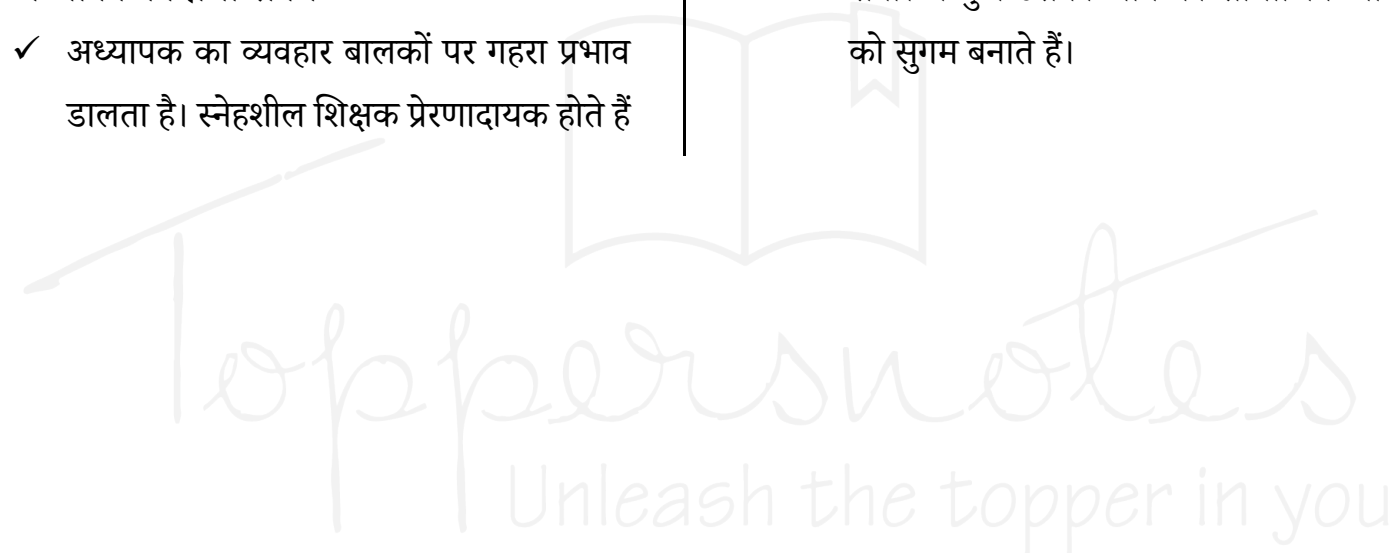 ✓ अध्यापक का व्यवहार बालकों पर गहरा प्रभाव
डालता है। स्नेहशील शिक्षक प्रेरणादायक होते हैं
को सुगम बनाते हैं।
Toppersnotes
Unleash the topper in you